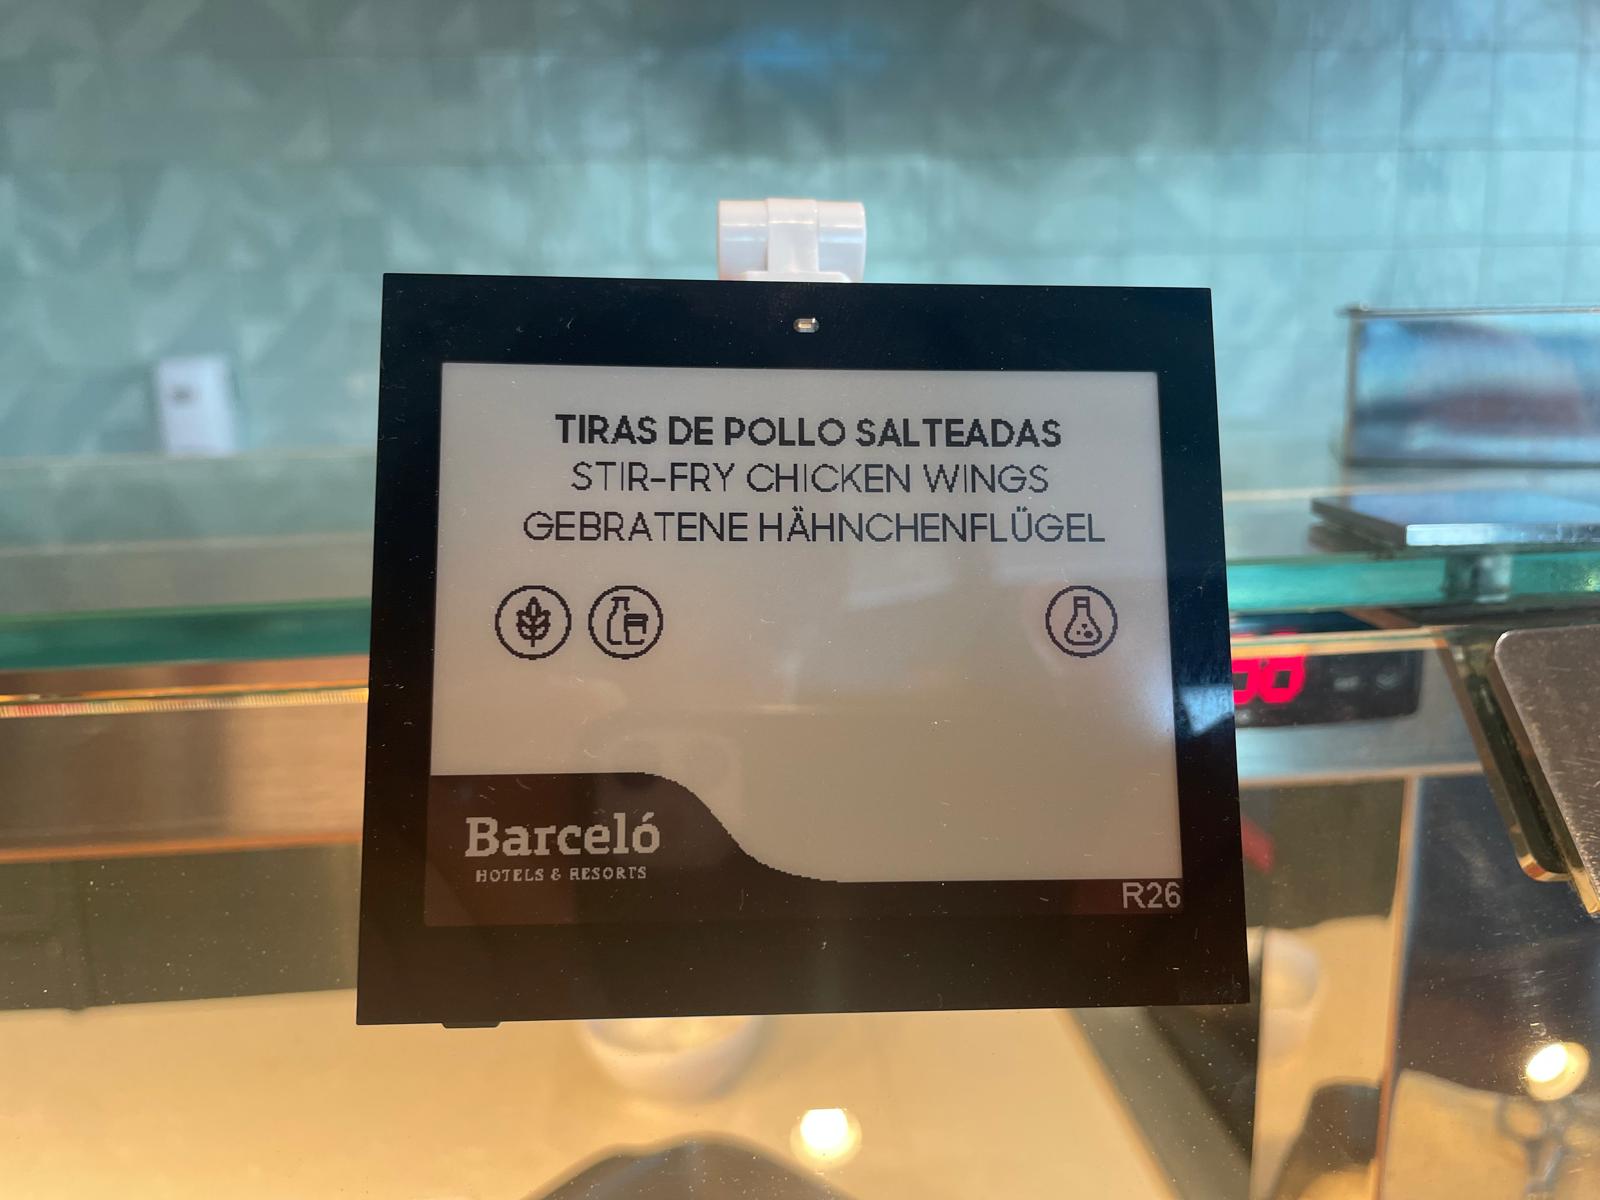 TIRAS DE POLLO SALTEADAS
STIR-FRY CHICKEN WINGS
GEBRATENE HÄHNCHENFLÜGEL
Barceló
HOTELS & RESORTS
R26